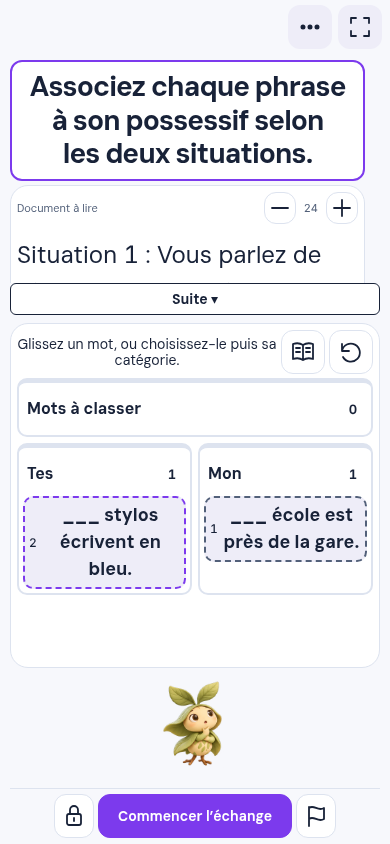 Associez chaque phrase
à son possessif selon
les deux situations.
Document à lire
24
Situation 1 : Vous parlez de
Suite ▾
Glissez un mot, ou choisissez-le puis sa
catégorie.
Mots à classer
0
Tes
1
2
___ stylos
écrivent en
bleu.
Mon
1
1
___ école est
près de la gare.
Commencer l’échange